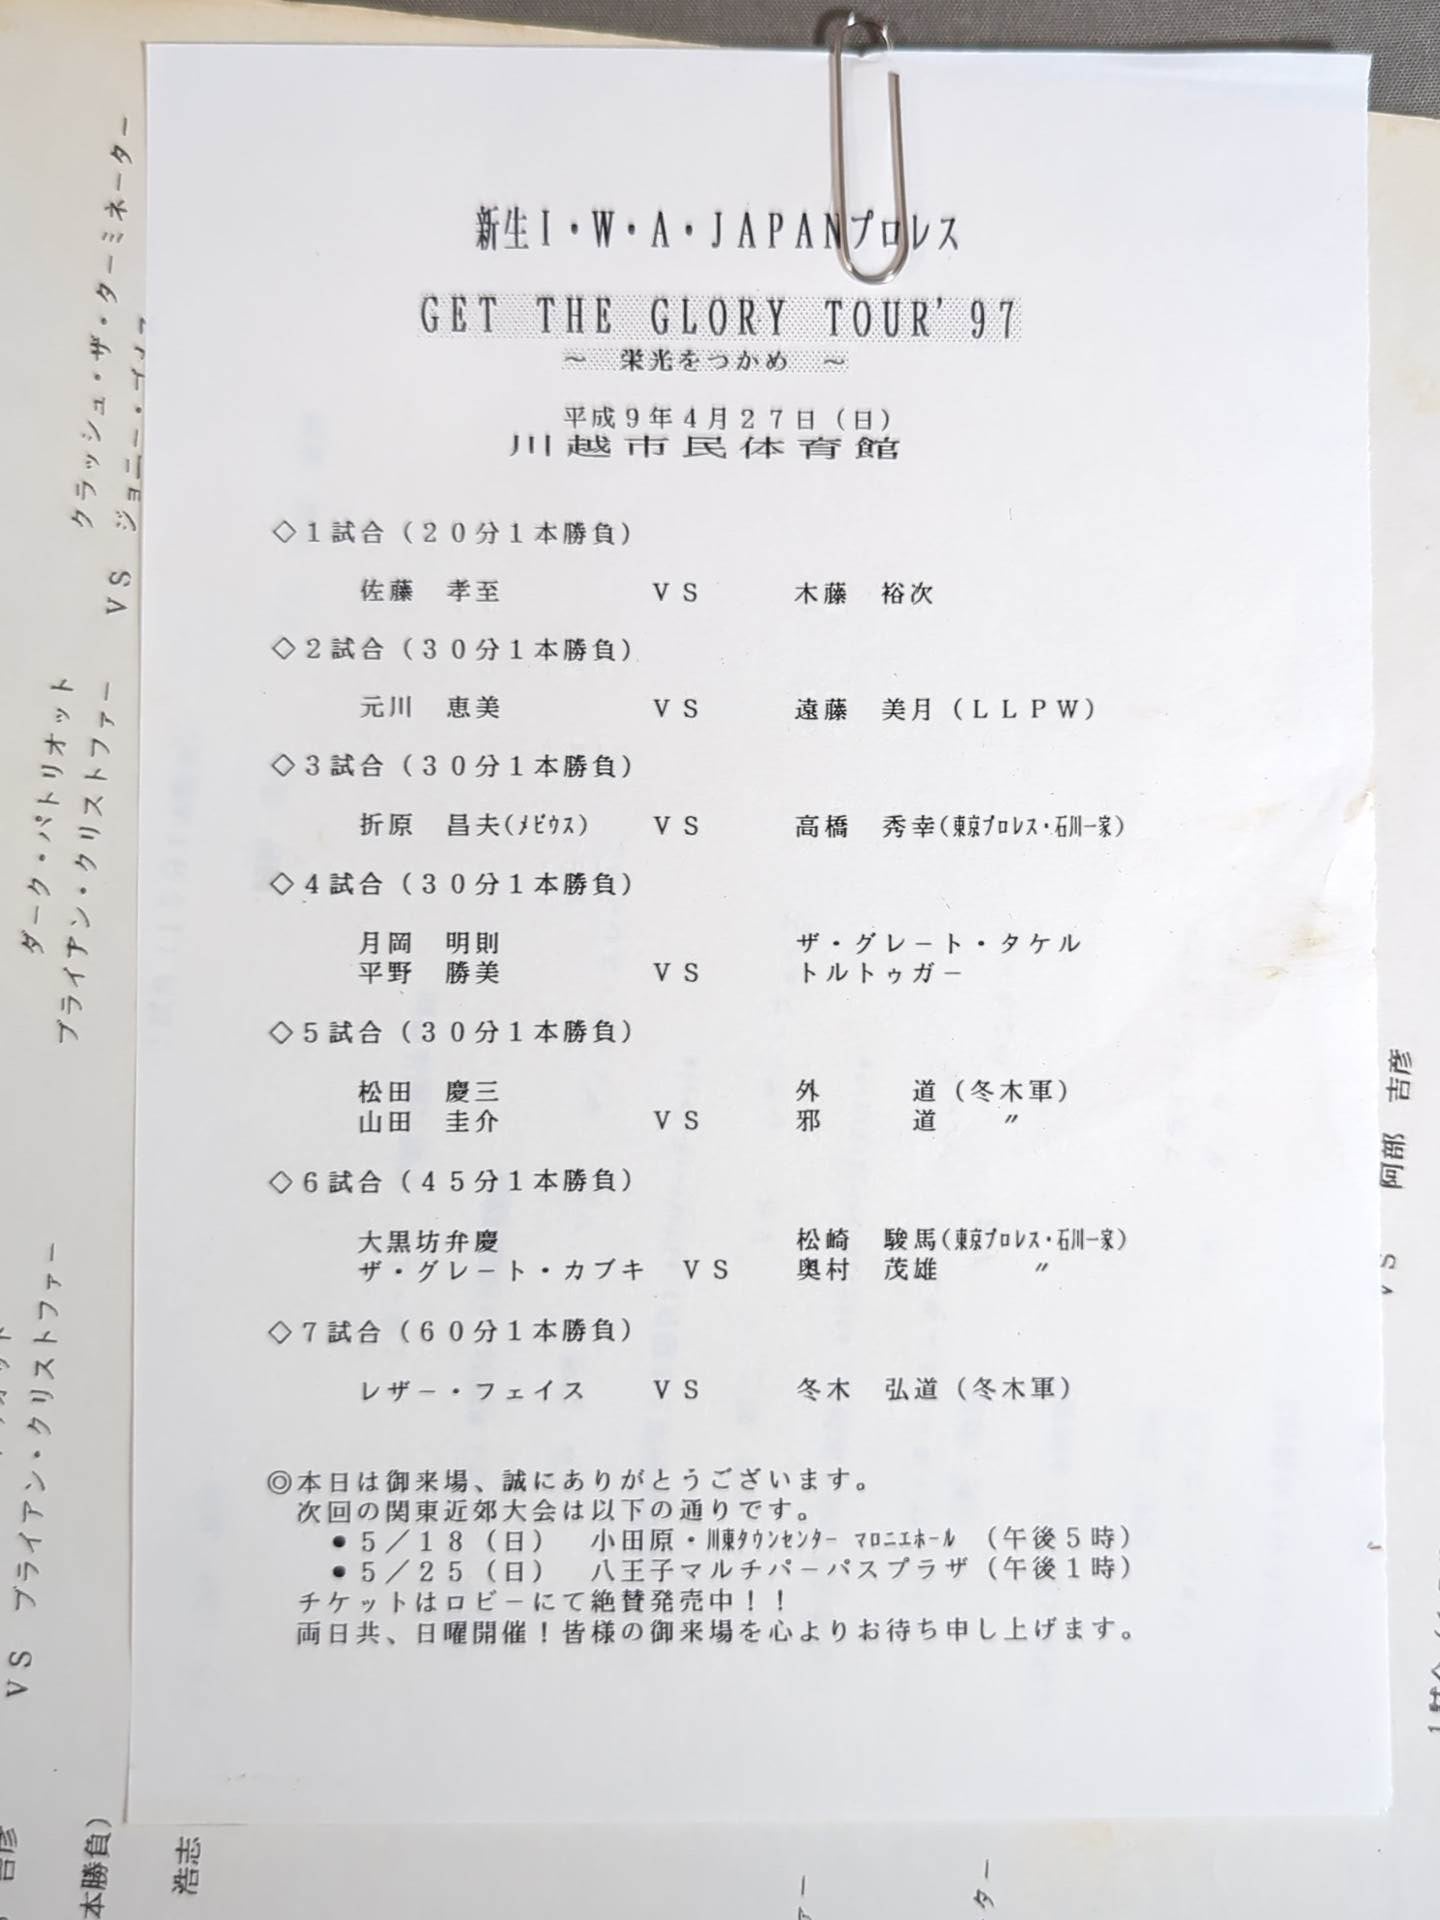 新生I・W・A・JAPANプロレス
GET THE GLORY TOUR'97
～ 栄光をつかめ ～
平成9年4月27日（日）
川越市民体育館
◇1試合（20分1本勝負）
佐藤 孝至 VS 木藤 裕次
◇2試合（30分1本勝負）
元川 恵美 VS 遠藤 美月（LLPW）
◇3試合（30分1本勝負）
折原 昌夫(ﾒﾋﾞｳｽ) VS 高橋 秀幸(東京ﾌﾟﾛﾚｽ･石川一家)
◇4試合（30分1本勝負）
月岡 明則 ザ・グレート・タケル
平野 勝美 VS トルトゥガー
◇5試合（30分1本勝負）
松田 慶三 外 道（冬木軍）
山田 圭介 VS 邪 道 〃
◇6試合（45分1本勝負）
大黒坊弁慶 松崎 駿馬(東京ﾌﾟﾛﾚｽ･石川一家)
ザ・グレート・カブキ VS 奥村 茂雄 〃
◇7試合（60分1本勝負）
レザー・フェイス VS 冬木 弘道（冬木軍）
◎本日は御来場、誠にありがとうございます。
次回の関東近郊大会は以下の通りです。
●5／18（日） 小田原・川東ﾀｳﾝｾﾝﾀｰ ﾏﾛﾆｴﾎｰﾙ （午後5時）
●5／25（日） 八王子マルチパーパスプラザ（午後1時）
チケットはロビーにて絶賛発売中！！
両日共、日曜開催！皆様の御来場を心よりお待ち申し上げます。
クラッシュ・ザ・ターミネーター
VS ジョニー・
ダーク・パトリオット
ブライアン・クリストファー
VS ブライアン・クリストファー
吉彦
本勝負）
浩志
阿部 吉彦
VS
ァー
ター